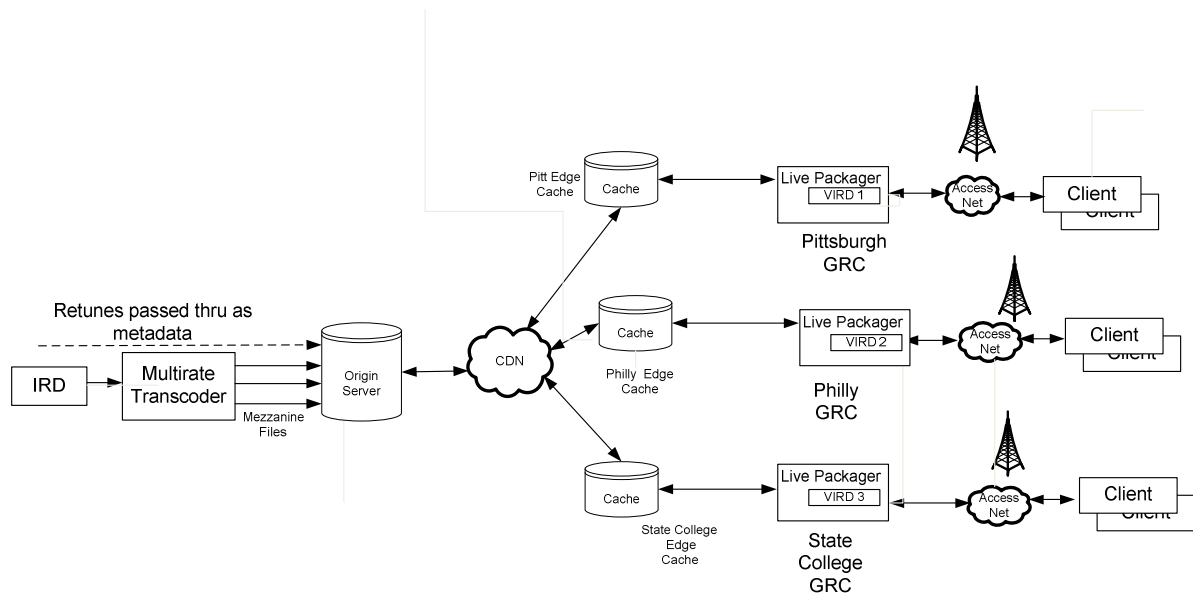 Pitt Edge
Cache
Cache
Live Packager
VIRD 1
Access
Net
Client
Client
Pittsburgh
GRC
Retunes passed thru as
metadata
IRD
Multirate
Transcoder
Mezzanine
Files
Origin
Server
CDN
Cache
Philly Edge
Cache
Live Packager
VIRD 2
Access
Net
Client
Client
Philly
GRC
Cache
State College
Edge
Cache
Live Packager
VIRD 3
Access
Net
Client
Client
State
College
GRC